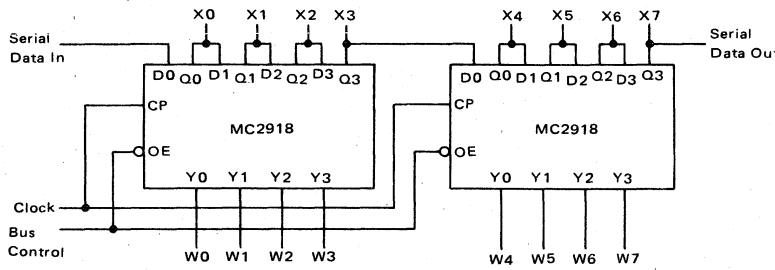 X0 X1 X2 X3 X4 X5 X6 X7
Serial
Data In
Serial
Data Out
D0 Q0 D1 Q1 D2 Q2 D3 Q3
D0 Q0 D1 Q1 D2 Q2 D3 Q3
CP
CP
MC2918
MC2918
OE
OE
Y0 Y1 Y2 Y3
Y0 Y1 Y2 Y3
Clock
Bus
Control
W0 W1 W2 W3
W4 W5 W6 W7